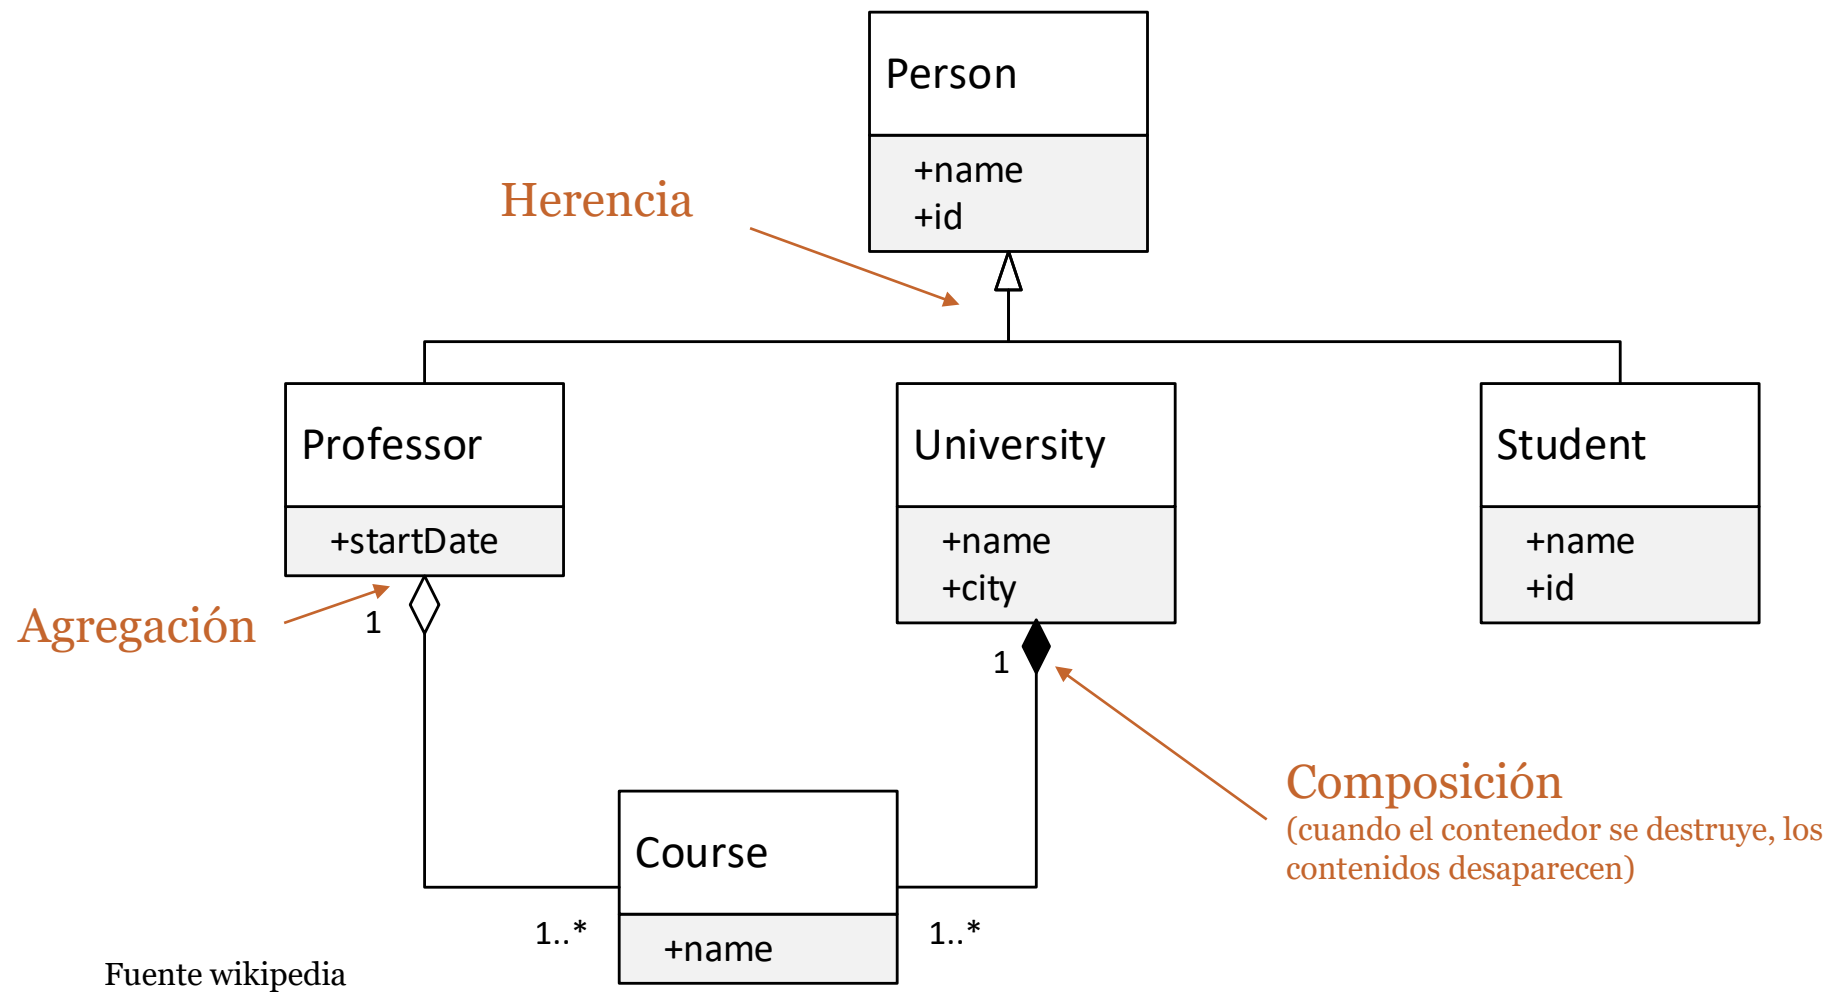 Person
+name
+id
Herencia
Professor
+startDate
University
+name
+city
Student
+name
+id
Agregación
1
1
Composición
(cuando el contenedor se destruye, los
contenidos desaparecen)
Course
+name
1..*
1..*
Fuente wikipedia